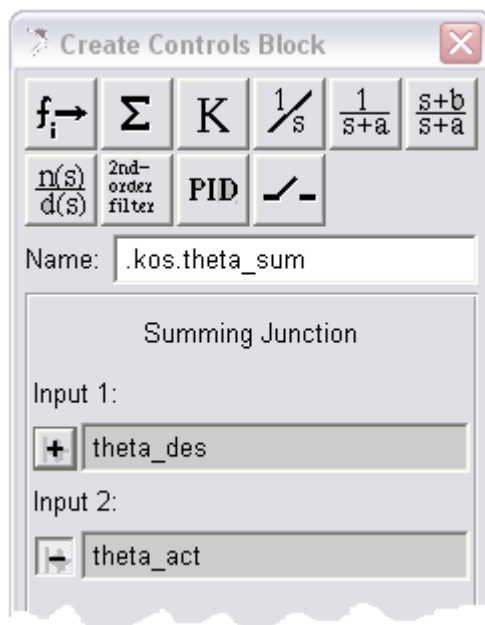 Create Controls Block
fi→ Σ K 1/s 1/s+a s+b/s+a
n(s)/d(s) 2nd-order filter PID
Name: .kos.theta_sum
Summing Junction
Input 1:
+ theta_des
Input 2:
- theta_act